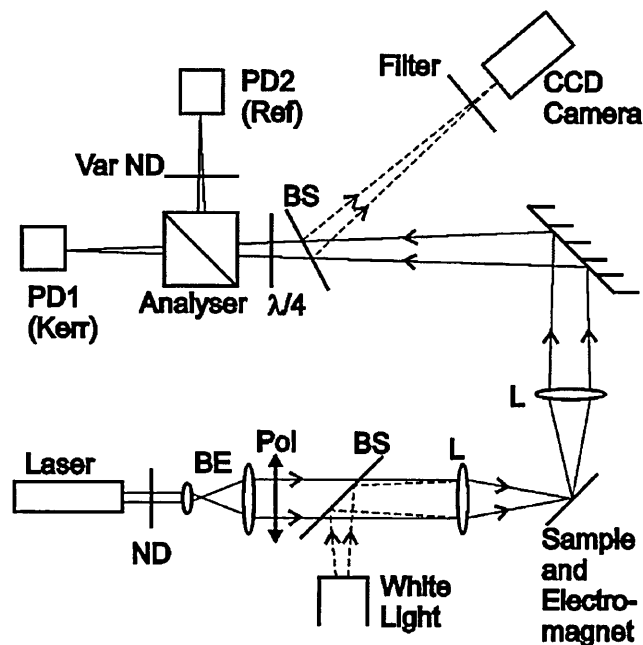 PD2
(Ref)
Filter
CCD
Camera
Var ND
BS
PD1
(Kerr)
Analyser
λ/4
L
Laser
BE
Pol
BS
L
ND
White
Light
Sample
and
Electro-
magnet